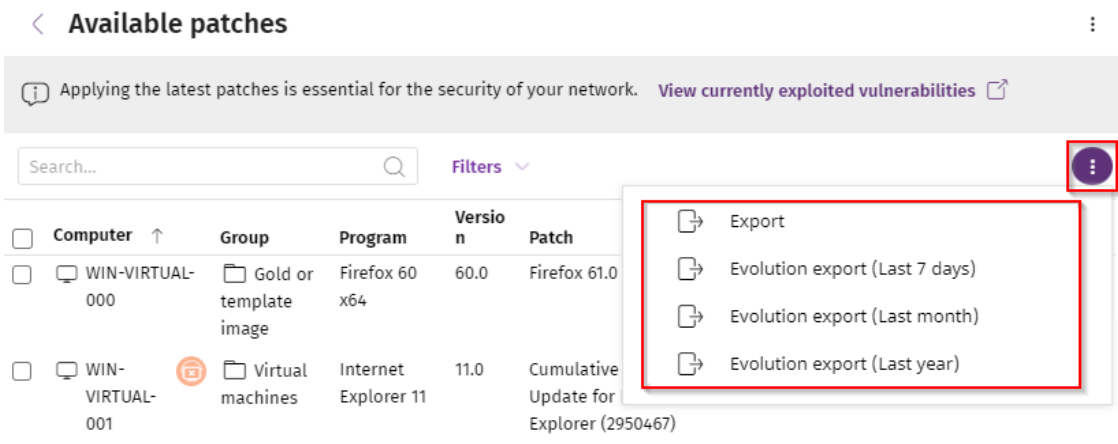 Available patches
Applying the latest patches is essential for the security of your network. View currently exploited vulnerabilities
Search...
Filters
Computer Group Program Versio
n Patch
WIN-VIRTUAL-
000
Gold or
template
image
Firefox 60
x64
60.0
Firefox 61.0
WIN-
VIRTUAL-
001
Virtual
machines
Internet
Explorer 11
11.0
Cumulative
Update for
Explorer (2950467)
Export
Evolution export (Last 7 days)
Evolution export (Last month)
Evolution export (Last year)